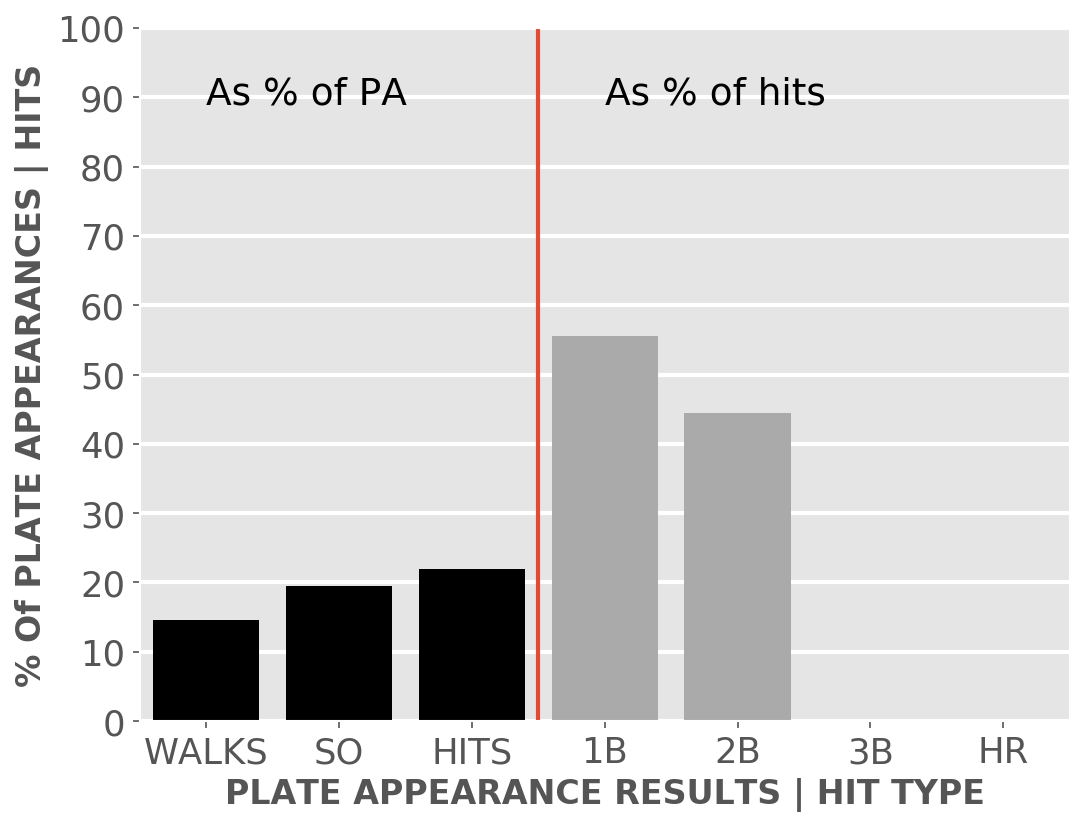 100
90
80
70
60
50
40
30
20
10
0
% Of PLATE APPEARANCES | HITS
As % of PA
As % of hits
WALKS SO HITS 1B 2B 3B HR
PLATE APPEARANCE RESULTS | HIT TYPE